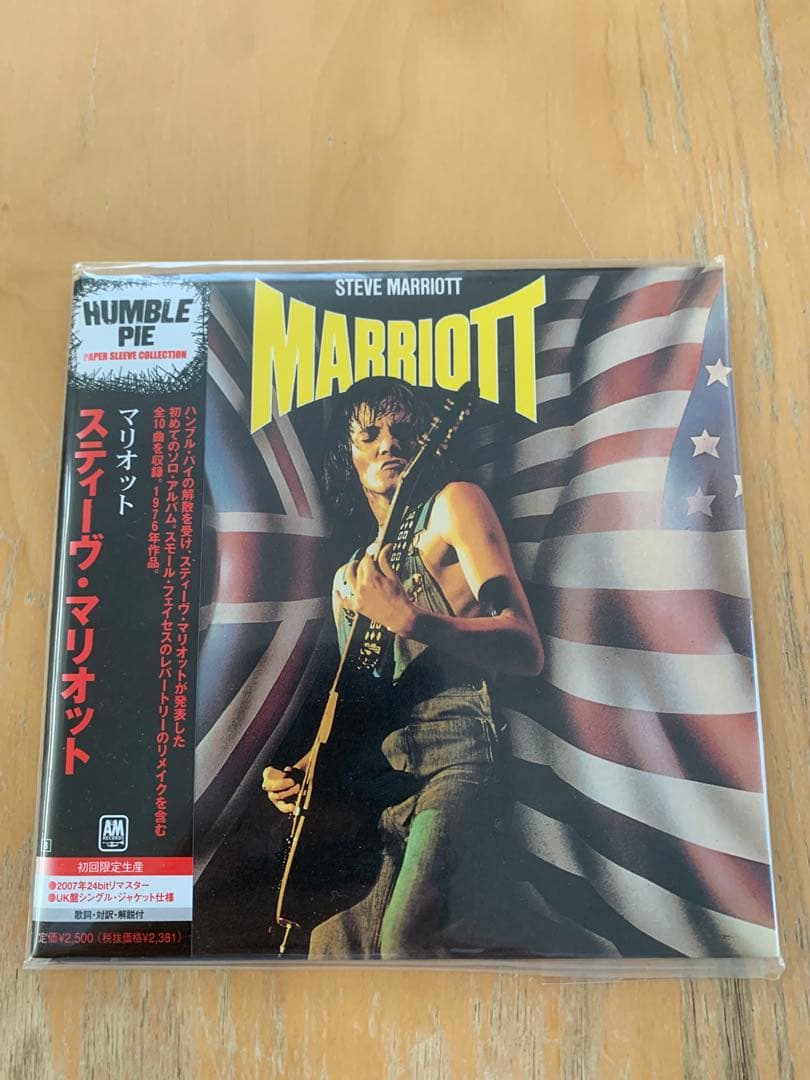 HUMBLE
PIE
PAPER SLEEVE COLLECTION
STEVE MARRIOTT
MARRIOTT
ハンブル・パイの解散を受け、スティーヴ・マリオットが発表した
初めてのソロ・アルバム。スモール・フェイセスのレパートリーのリメイクを含む
全10曲を収録。1976年作品。
マリオット
スティーヴ・マリオット
A&M
RECORDS
3
初回限定生産
●2007年24bitリマスター
●UK盤シングル・ジャケット仕様
歌詞・対訳・解説付
定価¥2,500（税抜価格¥2,381）